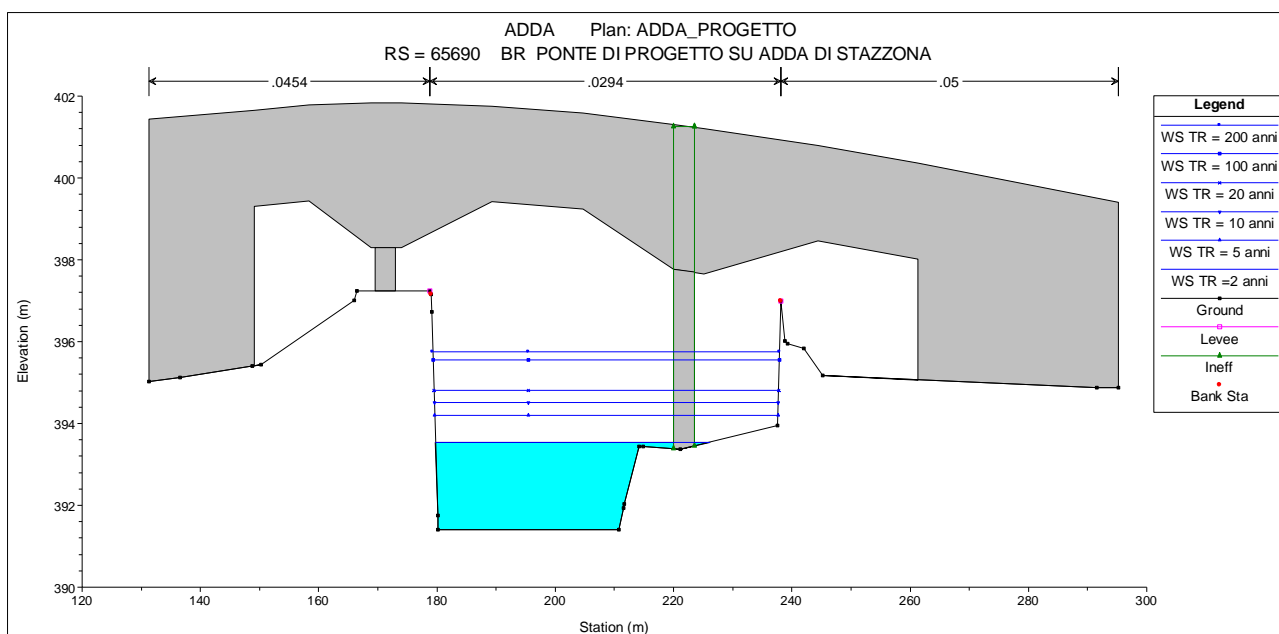 ADDA Plan: ADDA_PROGETTO
RS = 65690 BR PONTE DI PROGETTO SU ADDA DI STAZZONA
.0454
.0294
.05
402
400
398
396
394
392
390
Elevation (m)
120
140
160
180
200
220
240
260
280
300
Station (m)
Legend
WS TR = 200 anni
WS TR = 100 anni
WS TR = 20 anni
WS TR = 10 anni
WS TR = 5 anni
WS TR =2 anni
Ground
Levee
Ineff
Bank Sta